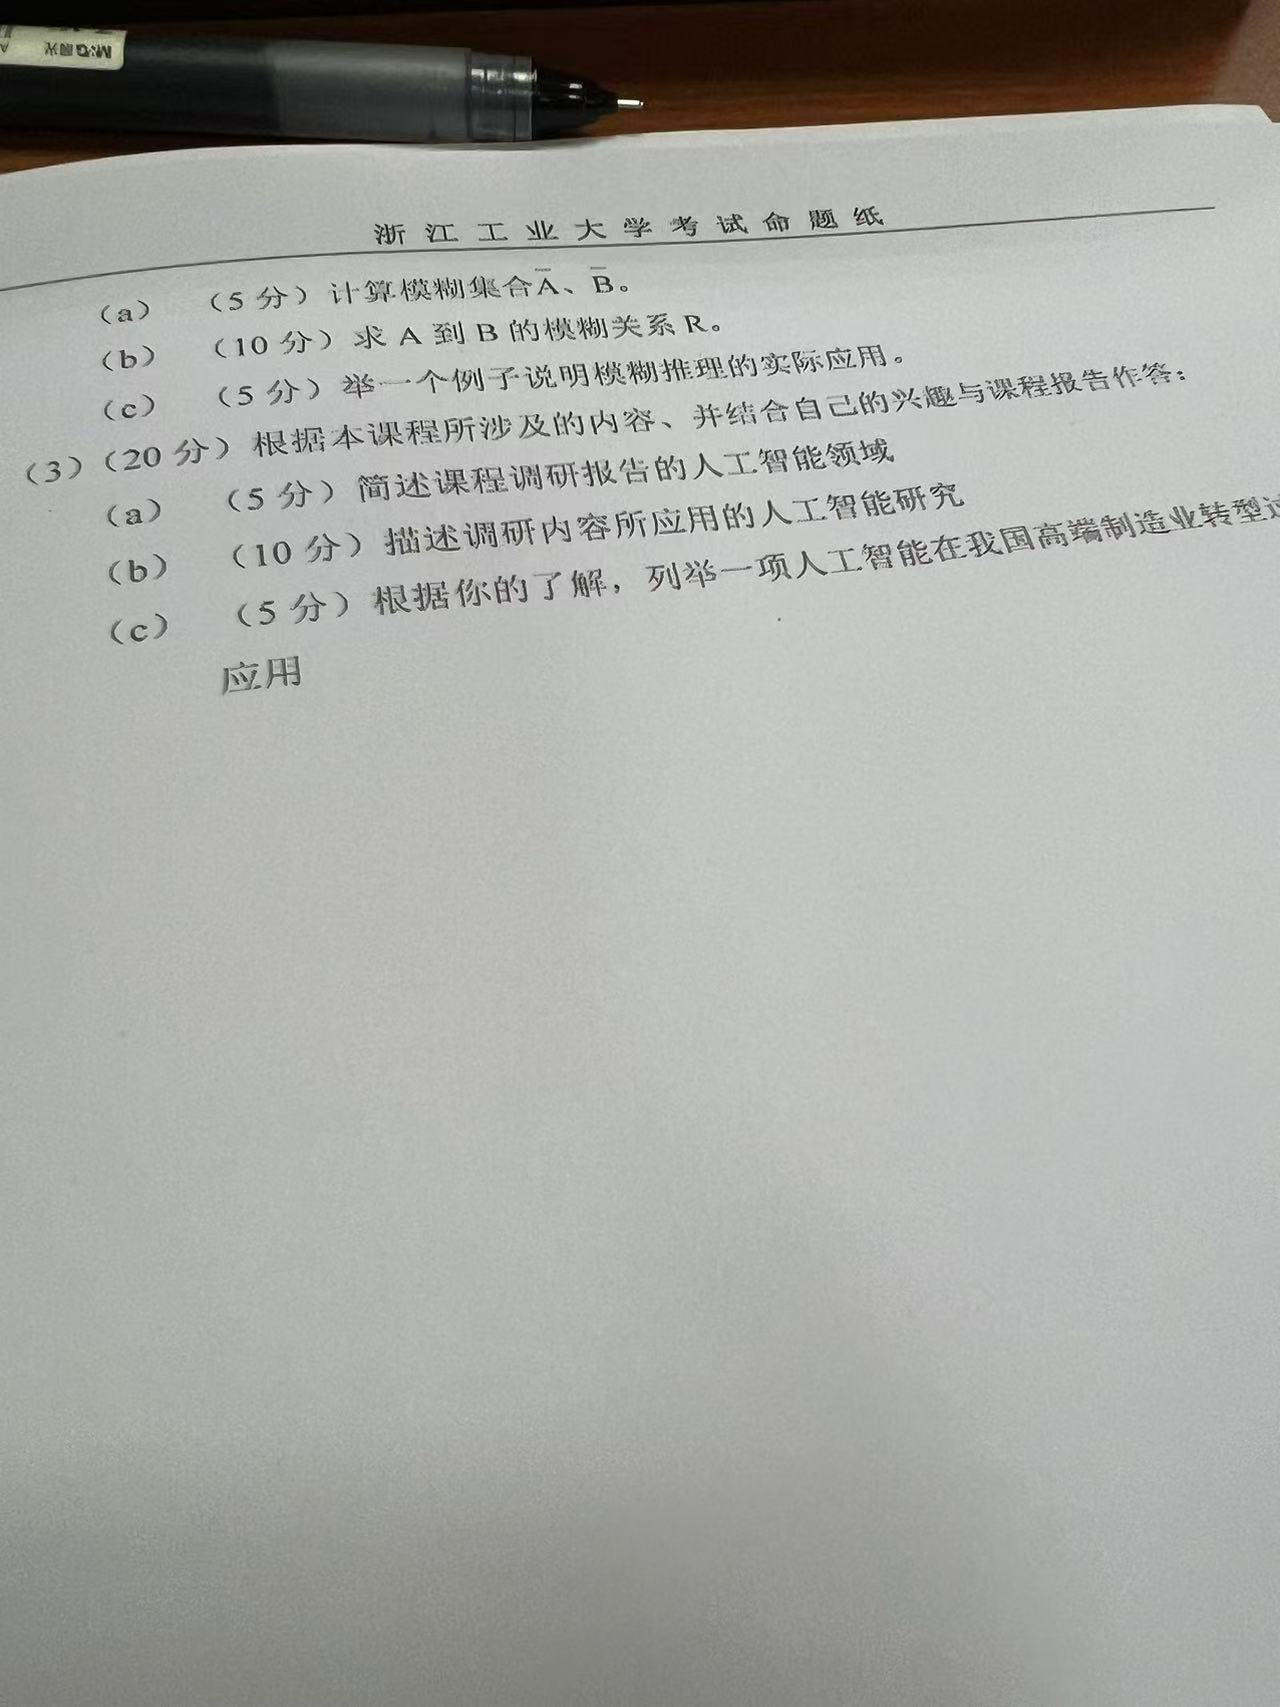 M&G晨光
浙江工业大学考试命题纸
（a） （5 分）计算模糊集合A̅、B̅。
（b） （10 分）求 A 到 B 的模糊关系 R。
（c） （5 分）举一个例子说明模糊推理的实际应用。
（3）（20 分）根据本课程所涉及的内容、并结合自己的兴趣与课程报告作答：
（a） （5 分）简述课程调研报告的人工智能领域
（b） （10 分）描述调研内容所应用的人工智能研究
（c） （5 分）根据你的了解，列举一项人工智能在我国高端制造业转型
应用